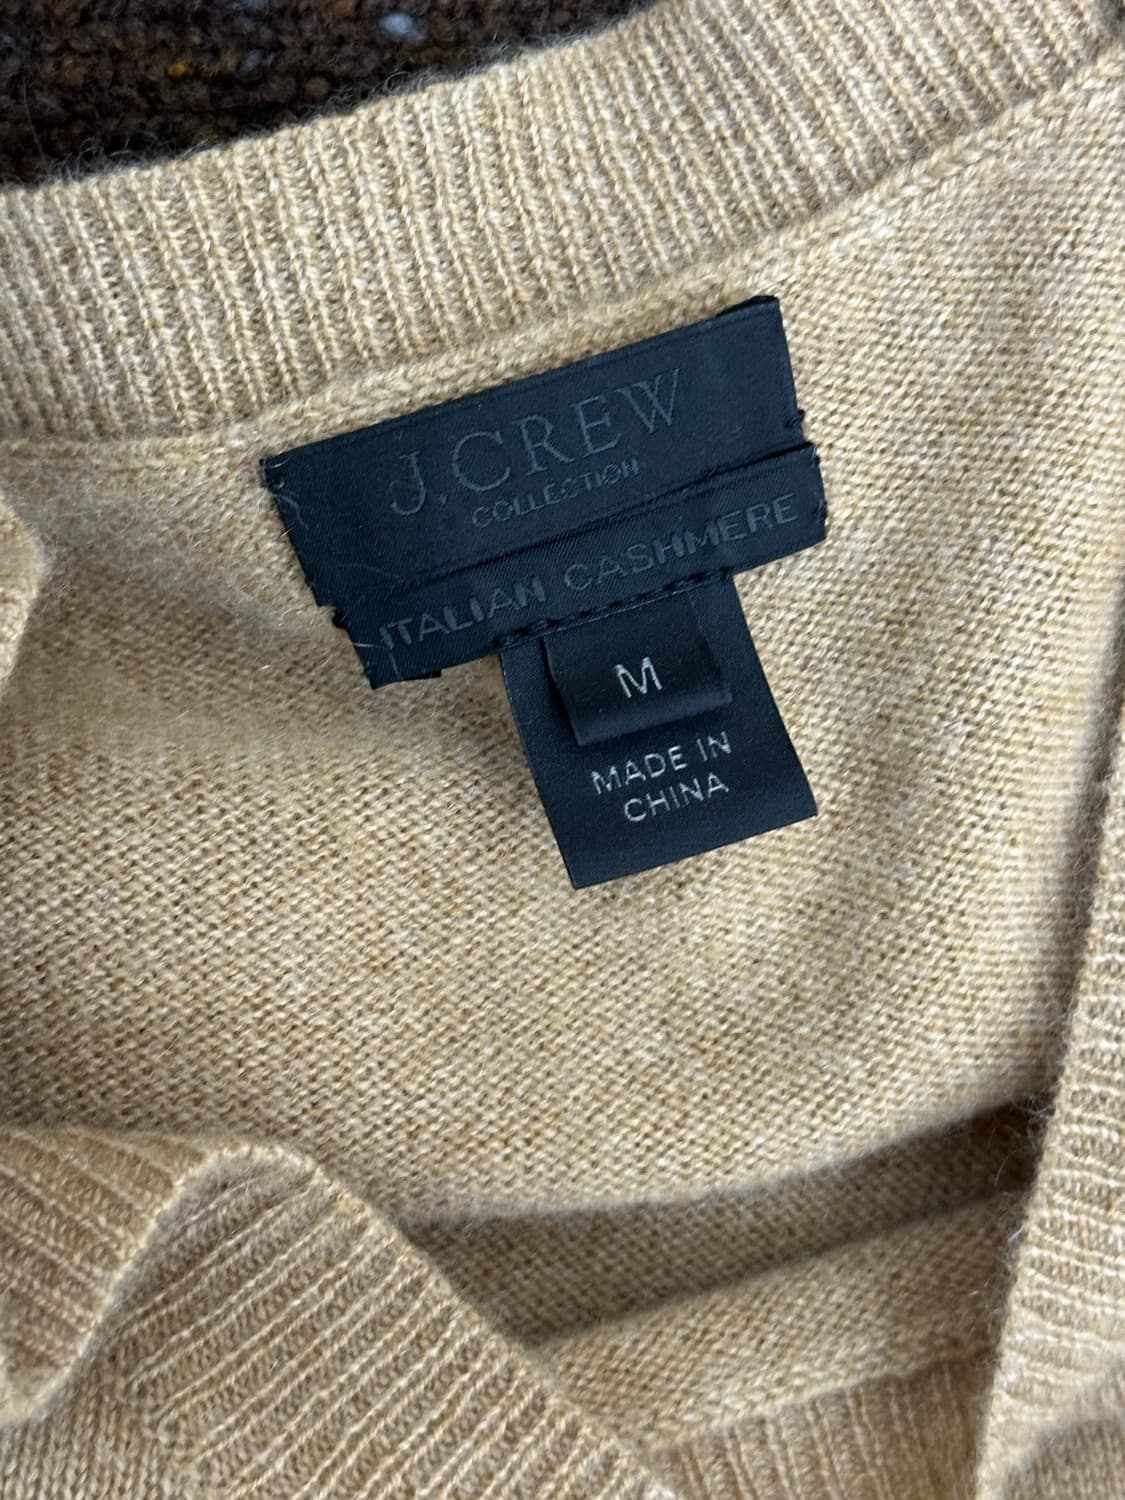 J.CREW
COLLECTION
ITALIAN CASHMERE
M
MADE IN
CHINA